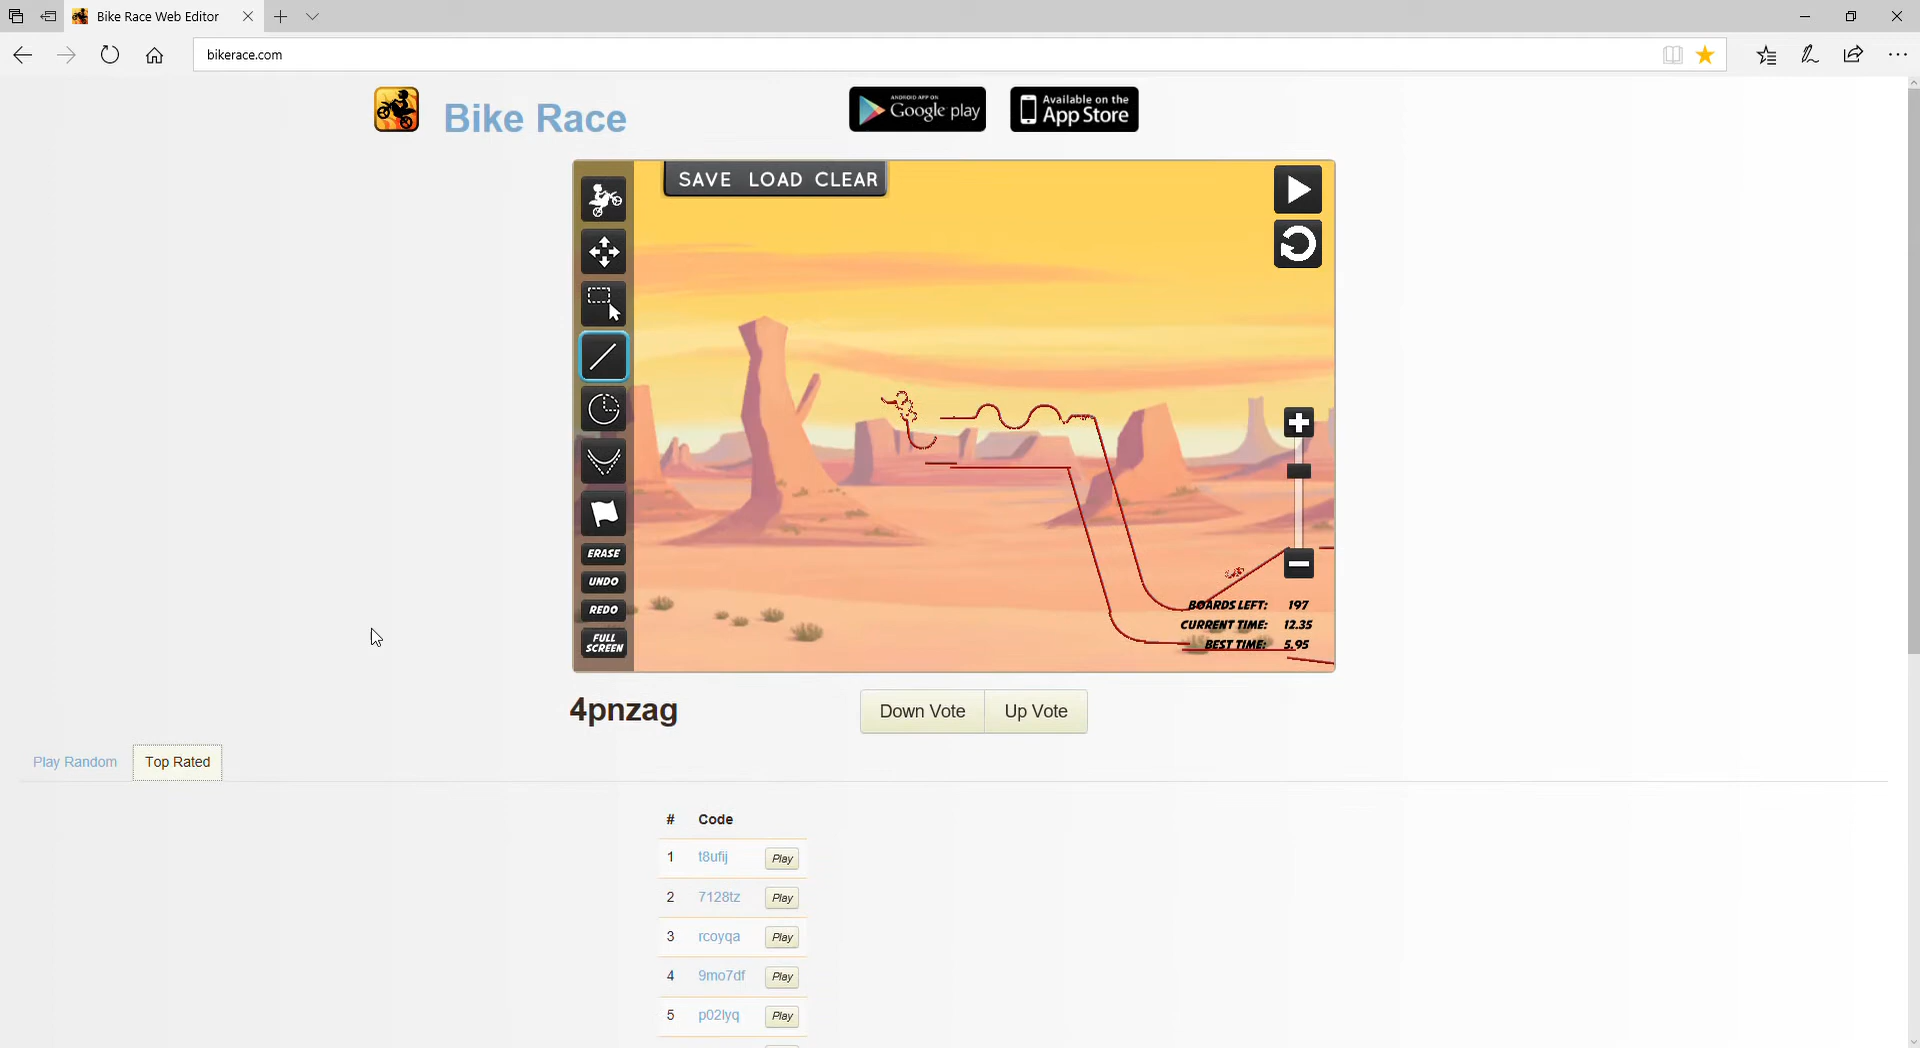 Bike Race Web Editor
bikerace.com
Bike Race
ANDROID APP ON
Google play
Available on the
App Store
SAVE LOAD CLEAR
ERASE
UNDO
REDO
FULL
SCREEN
BOARDS LEFT: 197
CURRENT TIME: 12.35
BEST TIME: 5.95
4pnzag
Down Vote Up Vote
Play Random Top Rated
# Code
1 t8ufij Play
2 7128tz Play
3 rcoyqa Play
4 9mo7df Play
5 p02lyq Play